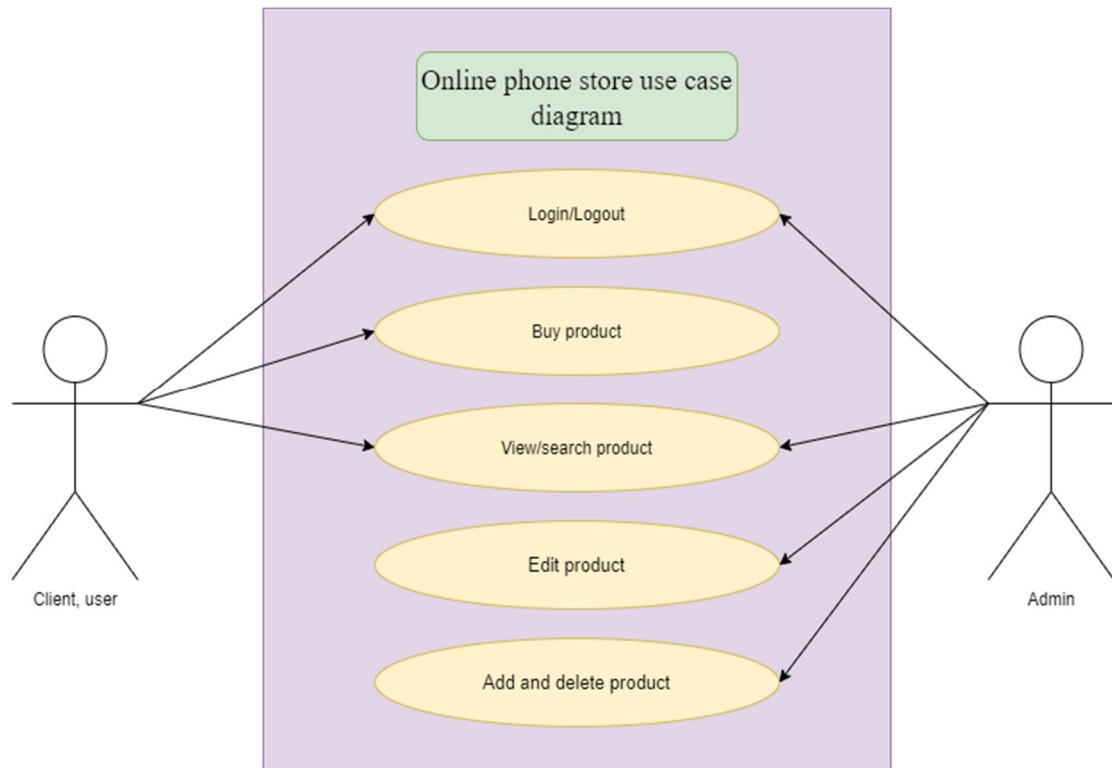 Online phone store use case
diagram
Login/Logout
Buy product
View/search product
Edit product
Add and delete product
Client, user
Admin